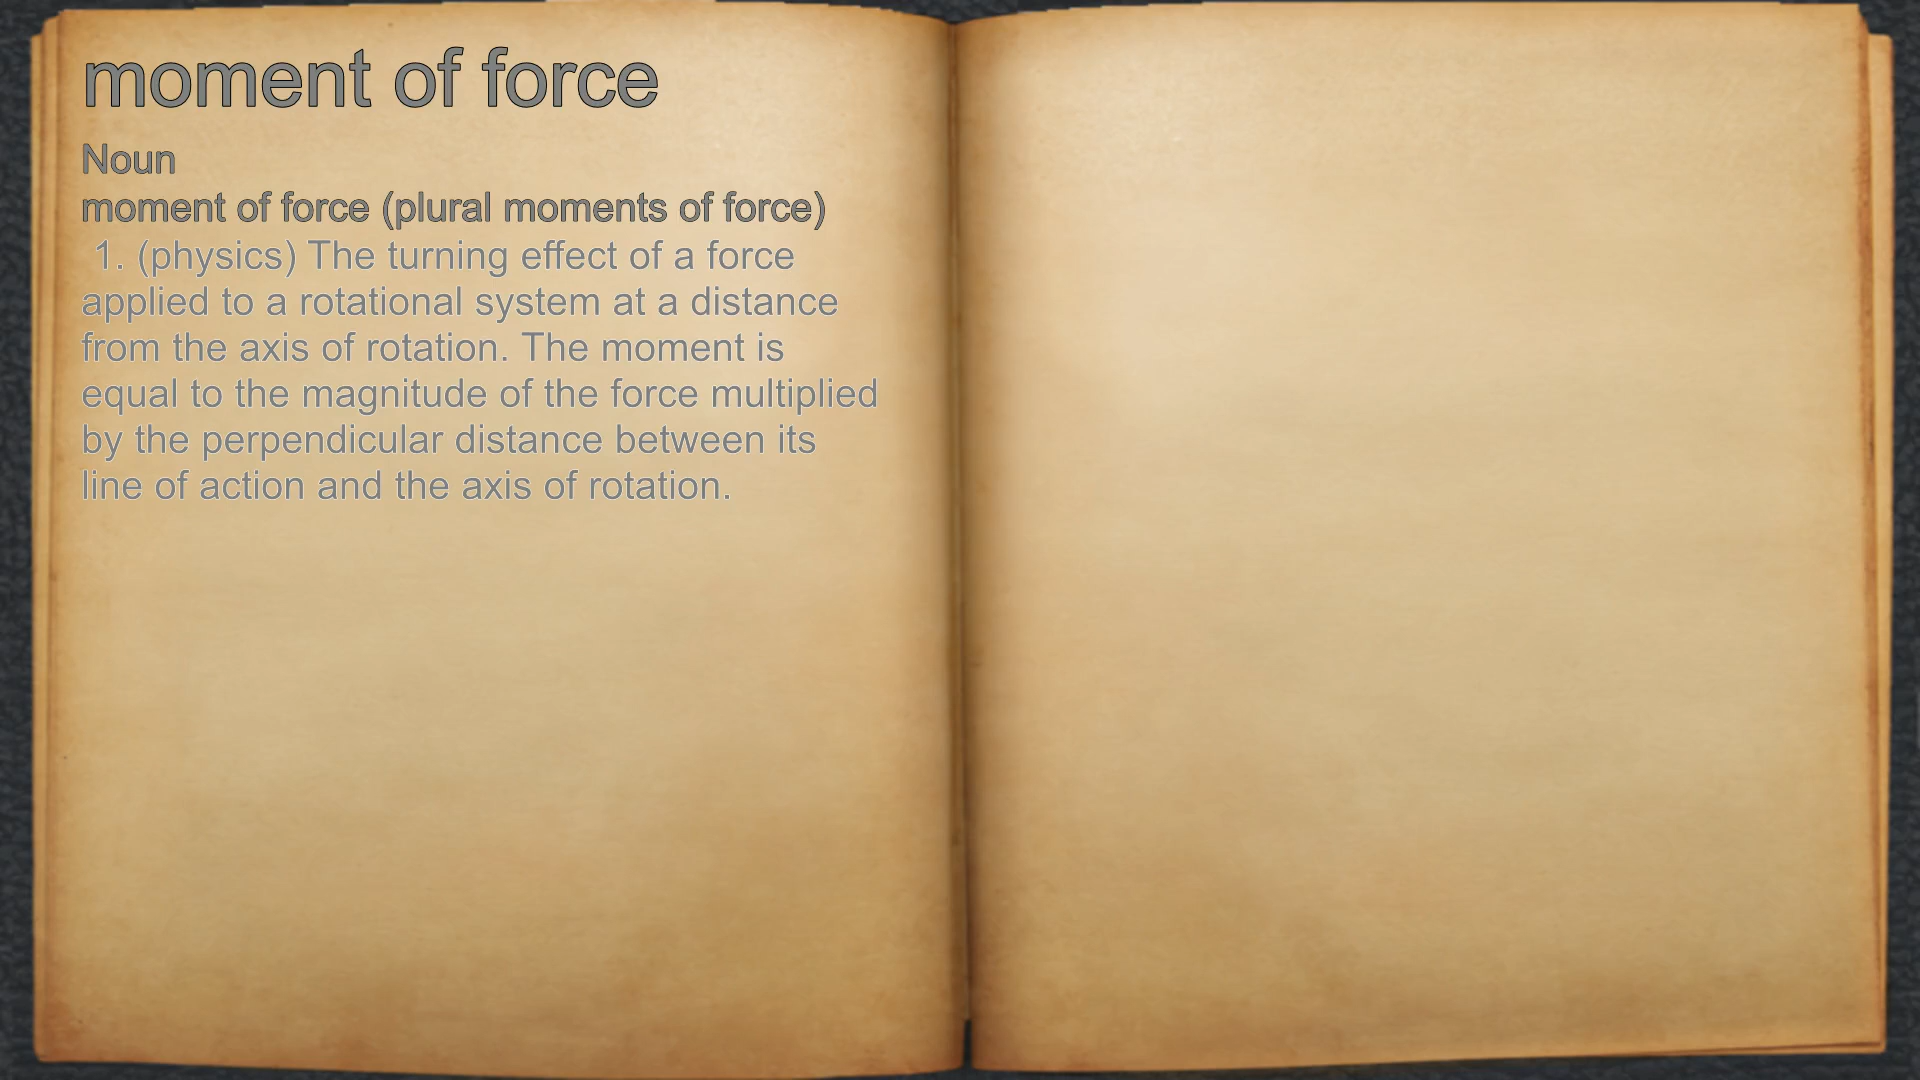 moment of force
Noun
moment of force (plural moments of force)
1. (physics) The turning effect of a force
applied to a rotational system at a distance
from the axis of rotation. The moment is
equal to the magnitude of the force multiplied
by the perpendicular distance between its
line of action and the axis of rotation.